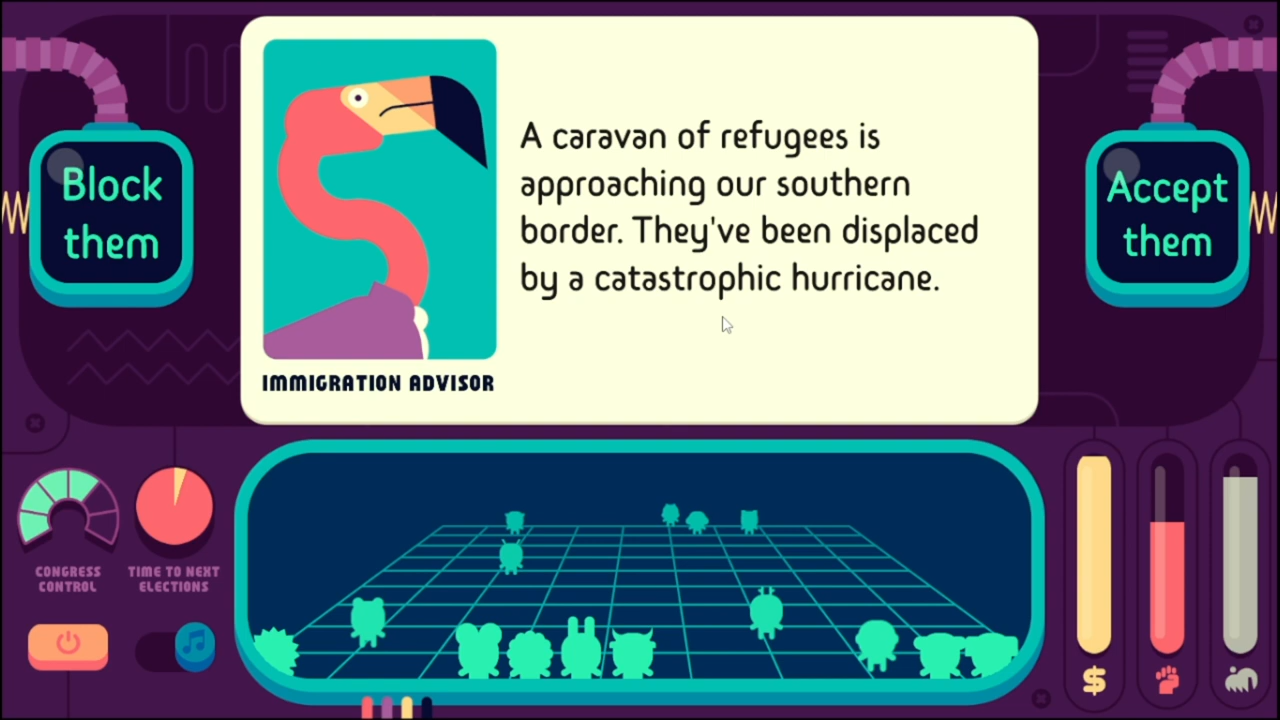 Block
them
A caravan of refugees is
approaching our southern
border. They've been displaced
by a catastrophic hurricane.
Accept
them
IMMIGRATION ADVISOR
CONGRESS
CONTROL
TIME TO NEXT
ELECTIONS
$